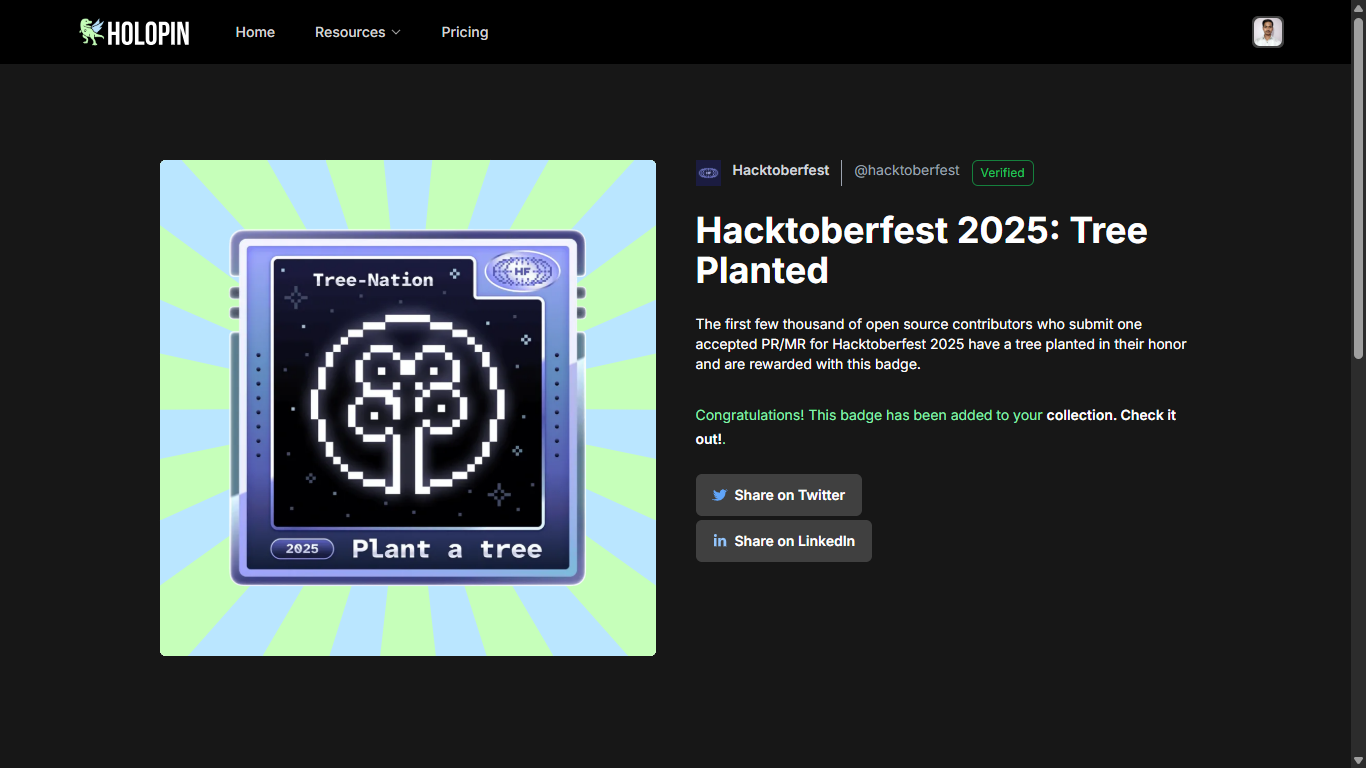 HOLOPIN
Home
Resources
Pricing
Hacktoberfest
@hacktoberfest
Verified
Hacktoberfest 2025: Tree
Planted
The first few thousand of open source contributors who submit one
accepted PR/MR for Hacktoberfest 2025 have a tree planted in their honor
and are rewarded with this badge.
Congratulations! This badge has been added to your collection. Check it
out!.
Share on Twitter
Share on LinkedIn
Tree-Nation
HF
2025
Plant a tree